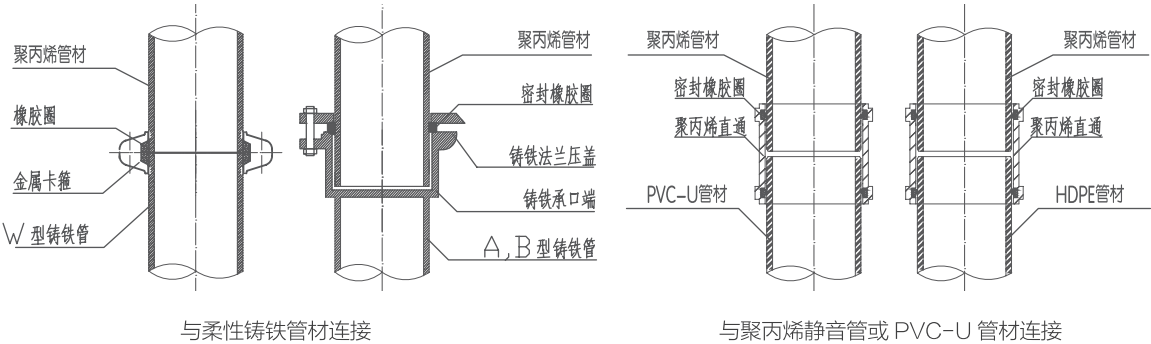 聚丙烯管材
橡胶圈
金属卡箍
W 型铸铁管
聚丙烯管材
密封橡胶圈
铸铁法兰压盖
铸铁承口端
A,B 型铸铁管
与柔性铸铁管材连接
聚丙烯管材
密封橡胶圈
聚丙烯直通
PVC-U管材
聚丙烯管材
密封橡胶圈
聚丙烯直通
HDPE管材
与聚丙烯静音管或 PVC-U 管材连接